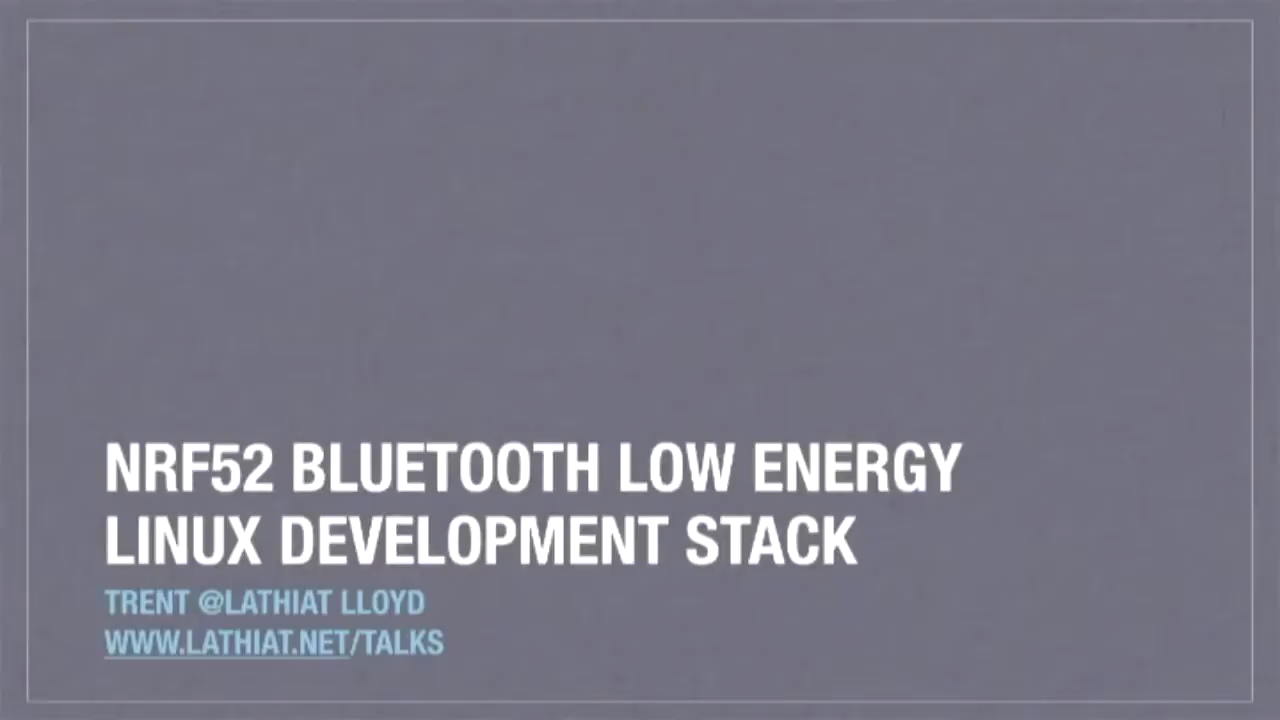 NRF52 BLUETOOTH LOW ENERGY
LINUX DEVELOPMENT STACK
TRENT @LATHIAT LLOYD
WWW.LATHIAT.NET/TALKS